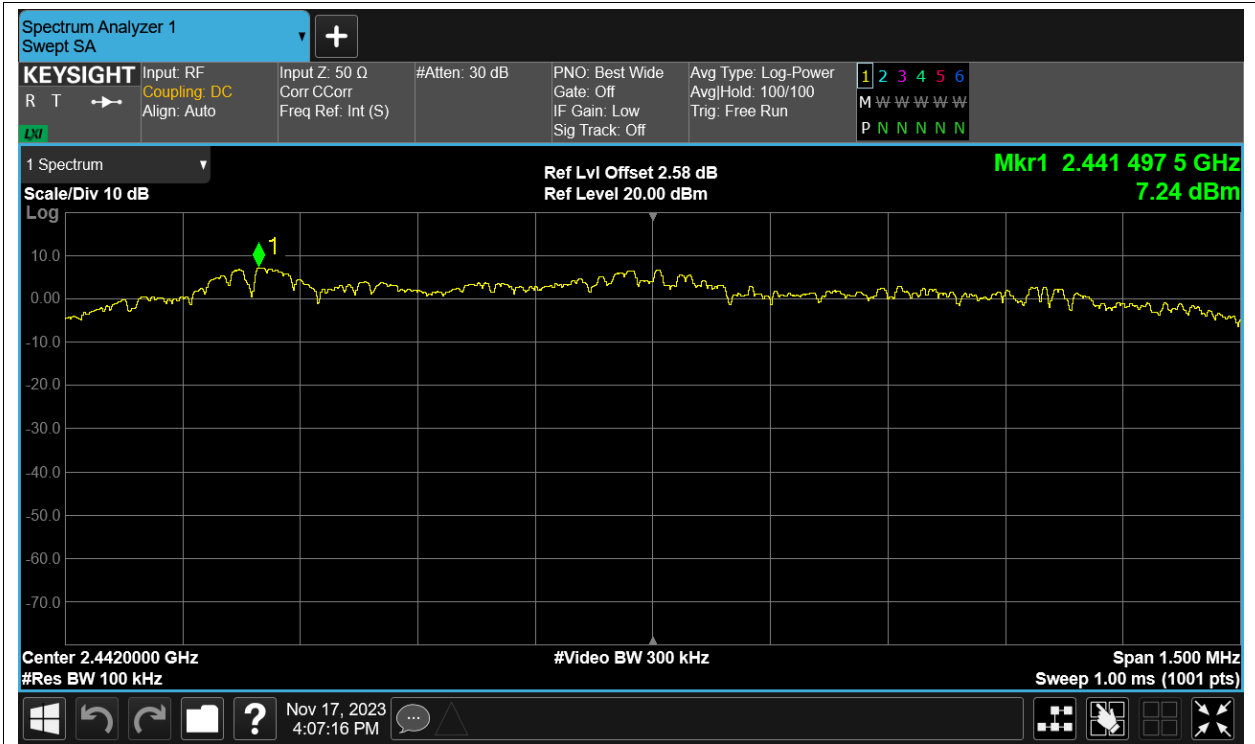 Spectrum Analyzer 1
Swept SA
KEYSIGHT
R T
LXI
Input: RF
Coupling: DC
Align: Auto
Input Z: 50 Ω
Corr CCorr
Freq Ref: Int (S)
#Atten: 30 dB
PNO: Best Wide
Gate: Off
IF Gain: Low
Sig Track: Off
Avg Type: Log-Power
Avg|Hold: 100/100
Trig: Free Run
1 2 3 4 5 6
M W W W W W
P N N N N N
1 Spectrum
Scale/Div 10 dB
Log
Ref Lvl Offset 2.58 dB
Ref Level 20.00 dBm
Mkr1 2.441 497 5 GHz
7.24 dBm
1
10.0
0.00
-10.0
-20.0
-30.0
-40.0
-50.0
-60.0
-70.0
Center 2.4420000 GHz
#Video BW 300 kHz
Span 1.500 MHz
#Res BW 100 kHz
Sweep 1.00 ms (1001 pts)
?
Nov 17, 2023
4:07:16 PM